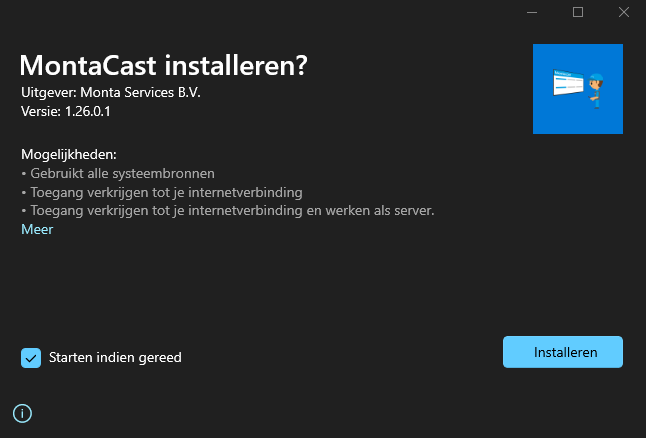 MontaCast installeren?
Uitgever: Monta Services B.V.
Versie: 1.26.0.1
Mogelijkheden:
• Gebruikt alle systeembronnen
• Toegang verkrijgen tot je internetverbinding
• Toegang verkrijgen tot je internetverbinding en werken als server.
Meer
Starten indien gereed
Installeren